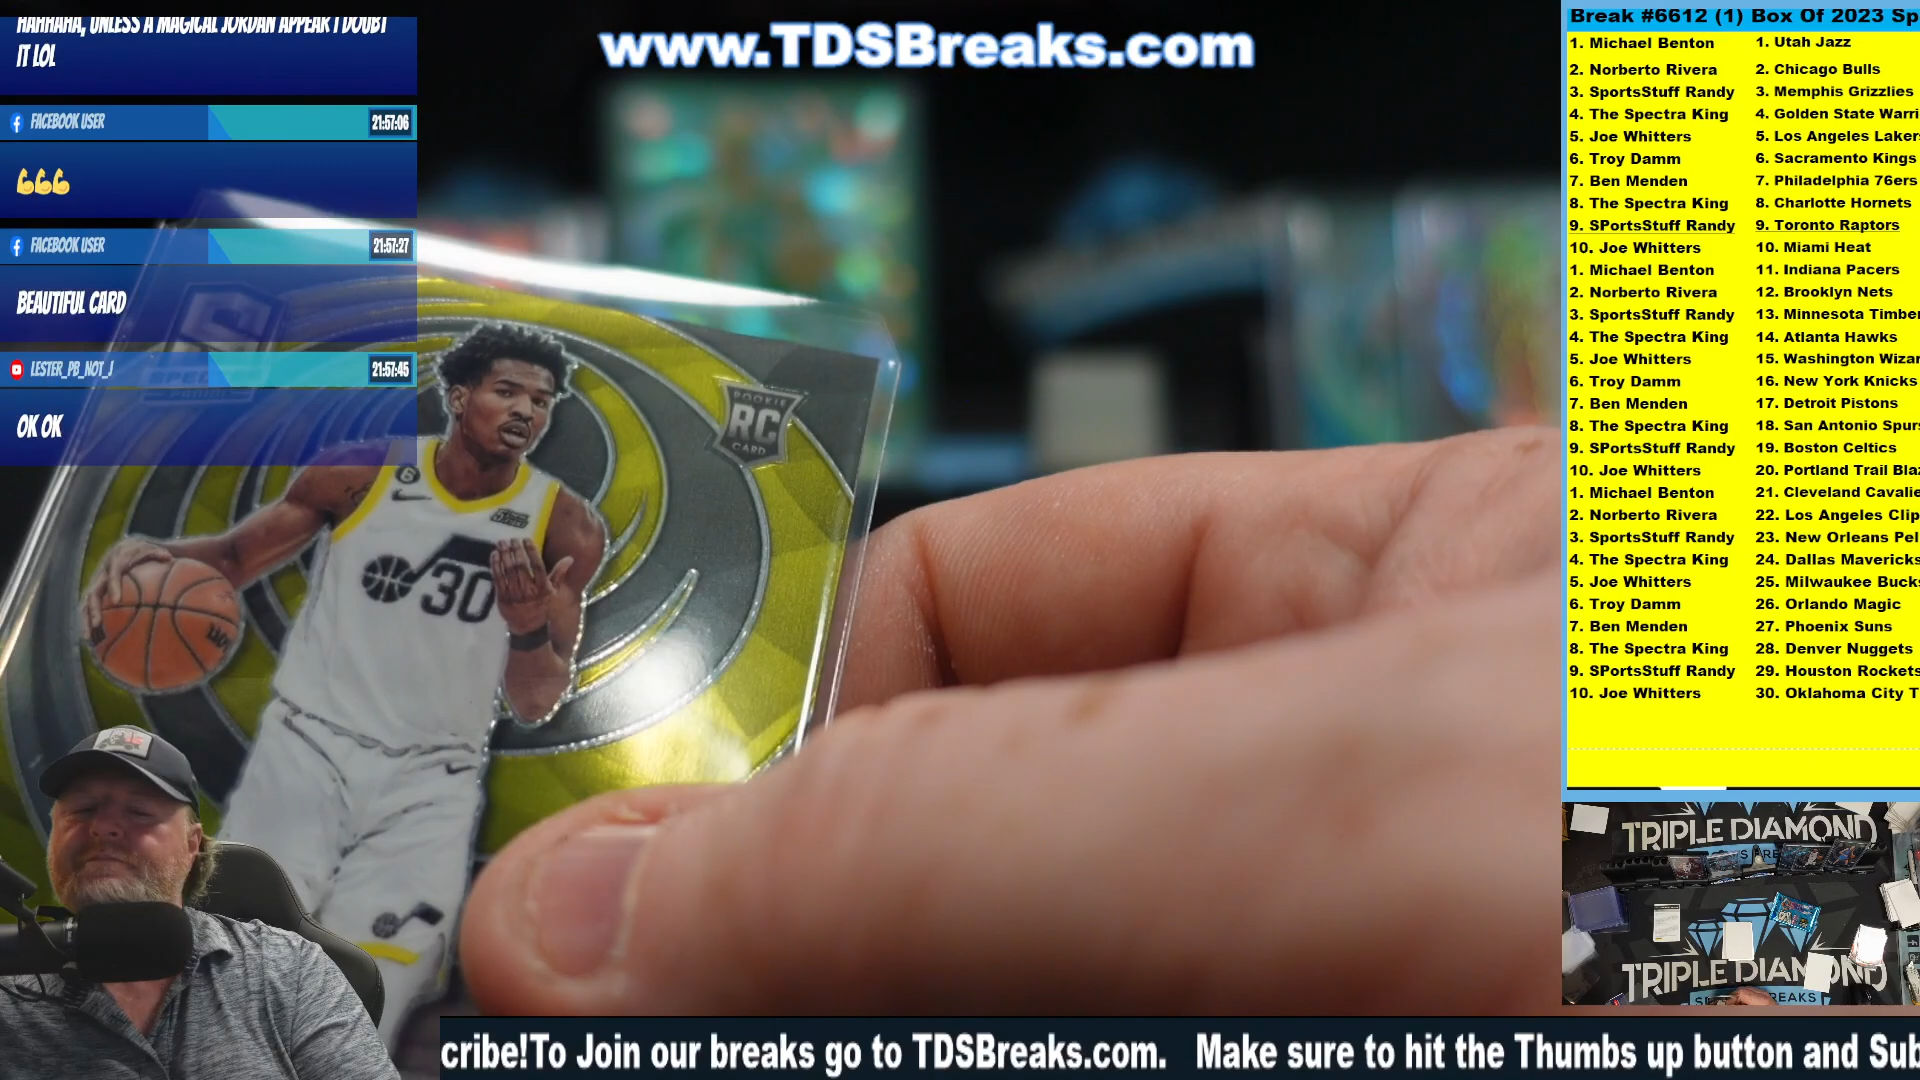 HAHHAHA, UNLESS A MAGICAL JORDAN APPEAR I DOUBT
IT LOL
FACEBOOK USER
21:57:06
💪💪💪
FACEBOOK USER
21:57:27
BEAUTIFUL CARD
LESTER_PB_NOT_J
21:57:45
OK OK
www.TDSBreaks.com
ROOKIE
RC
CARD
6
30
Break #6612 (1) Box Of 2023 Sp
1. Michael Benton 1. Utah Jazz
2. Norberto Rivera 2. Chicago Bulls
3. SportsStuff Randy 3. Memphis Grizzlies
4. The Spectra King 4. Golden State Warri
5. Joe Whitters 5. Los Angeles Lakers
6. Troy Damm 6. Sacramento Kings
7. Ben Menden 7. Philadelphia 76ers
8. The Spectra King 8. Charlotte Hornets
9. SPortsStuff Randy 9. Toronto Raptors
10. Joe Whitters 10. Miami Heat
1. Michael Benton 11. Indiana Pacers
2. Norberto Rivera 12. Brooklyn Nets
3. SportsStuff Randy 13. Minnesota Timber
4. The Spectra King 14. Atlanta Hawks
5. Joe Whitters 15. Washington Wizar
6. Troy Damm 16. New York Knicks
7. Ben Menden 17. Detroit Pistons
8. The Spectra King 18. San Antonio Spurs
9. SPortsStuff Randy 19. Boston Celtics
10. Joe Whitters 20. Portland Trail Blaz
1. Michael Benton 21. Cleveland Cavalie
2. Norberto Rivera 22. Los Angeles Clip
3. SportsStuff Randy 23. New Orleans Pel
4. The Spectra King 24. Dallas Mavericks
5. Joe Whitters 25. Milwaukee Bucks
6. Troy Damm 26. Orlando Magic
7. Ben Menden 27. Phoenix Suns
8. The Spectra King 28. Denver Nuggets
9. SPortsStuff Randy 29. Houston Rockets
10. Joe Whitters 30. Oklahoma City T
TRIPLE DIAMOND
TRIPLE DIAMOND
cribe!To Join our breaks go to TDSBreaks.com. Make sure to hit the Thumbs up button and Sub